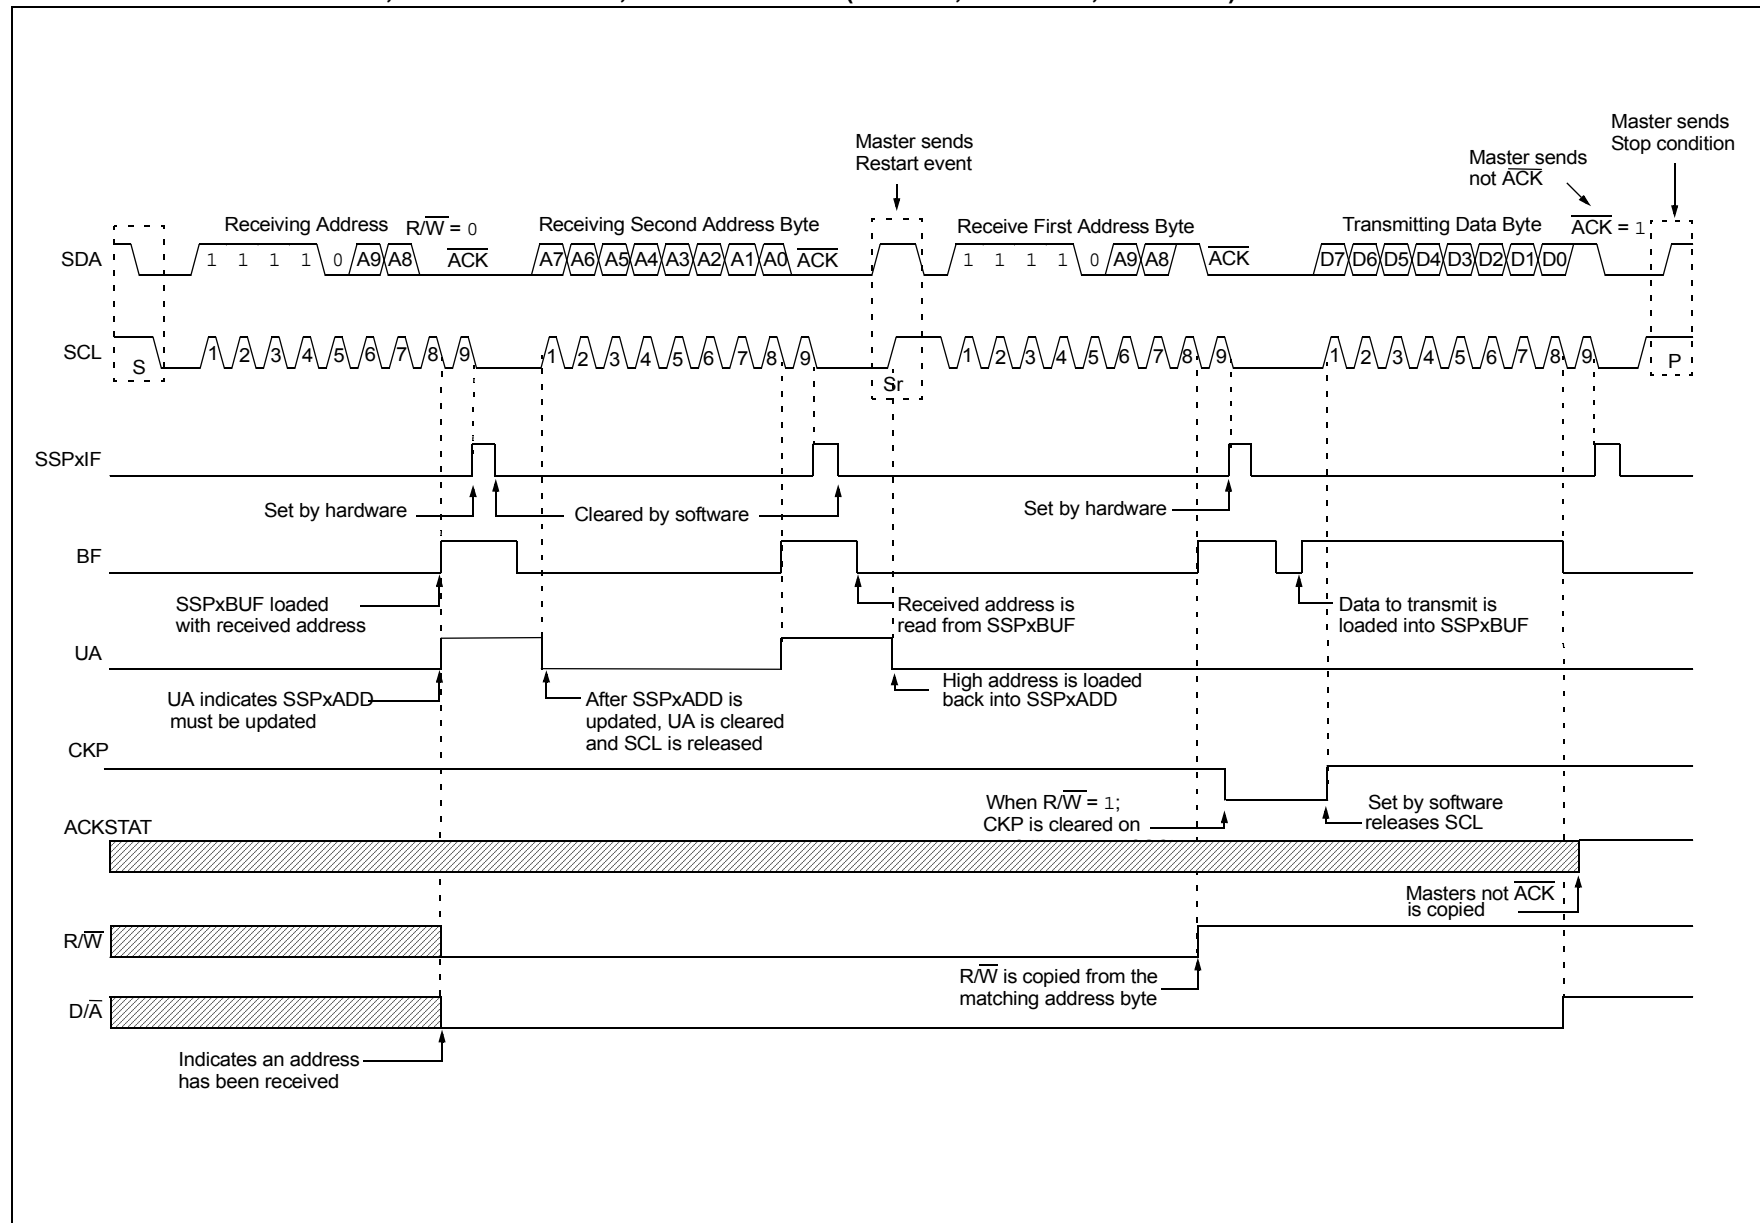 Master sends
Restart event
Master sends
not ACK
Master sends
Stop condition
Receiving Address R/W = 0
Receiving Second Address Byte
Receive First Address Byte
Transmitting Data Byte
ACK = 1
SDA
1 1 1 1 0 A9 A8 ACK
A7 A6 A5 A4 A3 A2 A1 A0 ACK
1 1 1 1 0 A9 A8 ACK
D7 D6 D5 D4 D3 D2 D1 D0
SCL
S
1 2 3 4 5 6 7 8 9
1 2 3 4 5 6 7 8 9
Sr
1 2 3 4 5 6 7 8 9
1 2 3 4 5 6 7 8 9
P
SSPxIF
Set by hardware
Cleared by software
Set by hardware
BF
SSPxBUF loaded
with received address
Received address is
read from SSPxBUF
Data to transmit is
loaded into SSPxBUF
UA
UA indicates SSPxADD
must be updated
After SSPxADD is
updated, UA is cleared
and SCL is released
High address is loaded
back into SSPxADD
CKP
When R/W = 1;
CKP is cleared on
Set by software
releases SCL
ACKSTAT
Masters not ACK
is copied
R/W
R/W is copied from the
matching address byte
D/A
Indicates an address
has been received